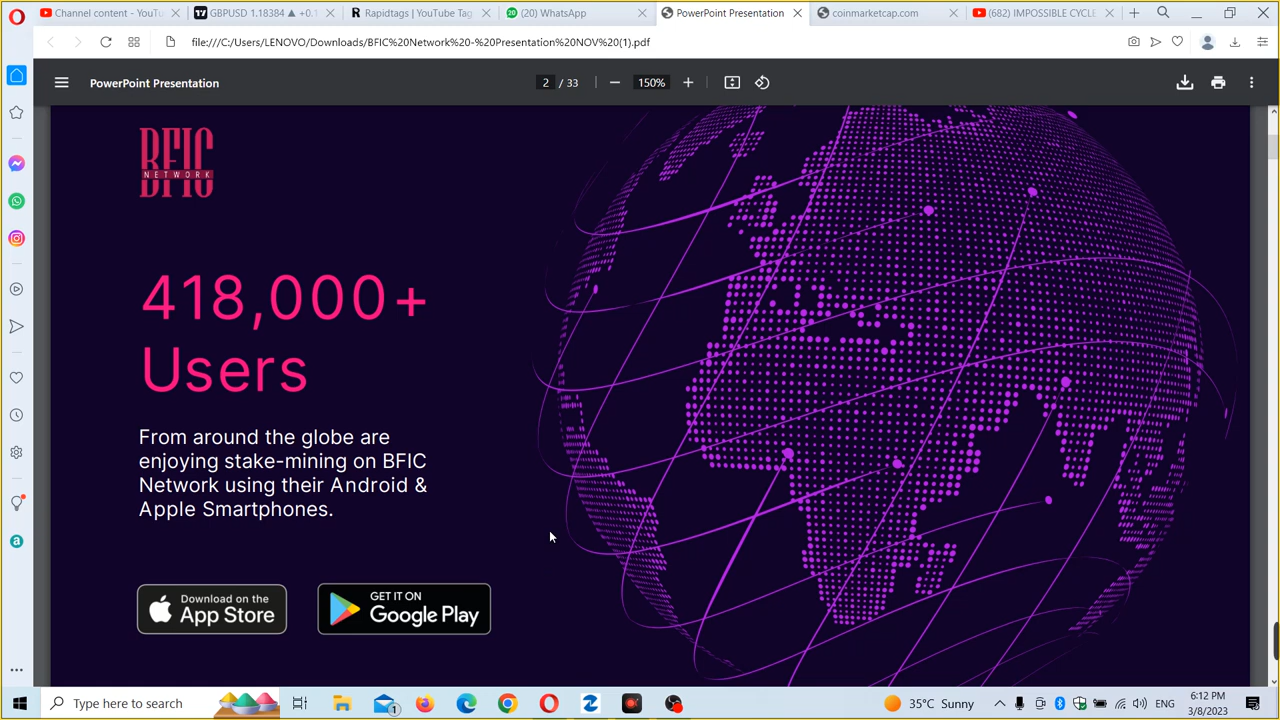 Channel content - YouTu
GBPUSD 1.18384 ▲ +0.1
Rapidtags | YouTube Tag
(20) WhatsApp
PowerPoint Presentation
coinmarketcap.com
(682) IMPOSSIBLE CYCLE
file:///C:/Users/LENOVO/Downloads/BFIC%20Network%20-%20Presentation%20NOV%20(1).pdf
PowerPoint Presentation
2 / 33
150%
BFIC
NETWORK
418,000+
Users
From around the globe are
enjoying stake-mining on BFIC
Network using their Android &
Apple Smartphones.
Download on the
App Store
GET IT ON
Google Play
Type here to search
1
35°C Sunny
ENG
6:12 PM
3/8/2023